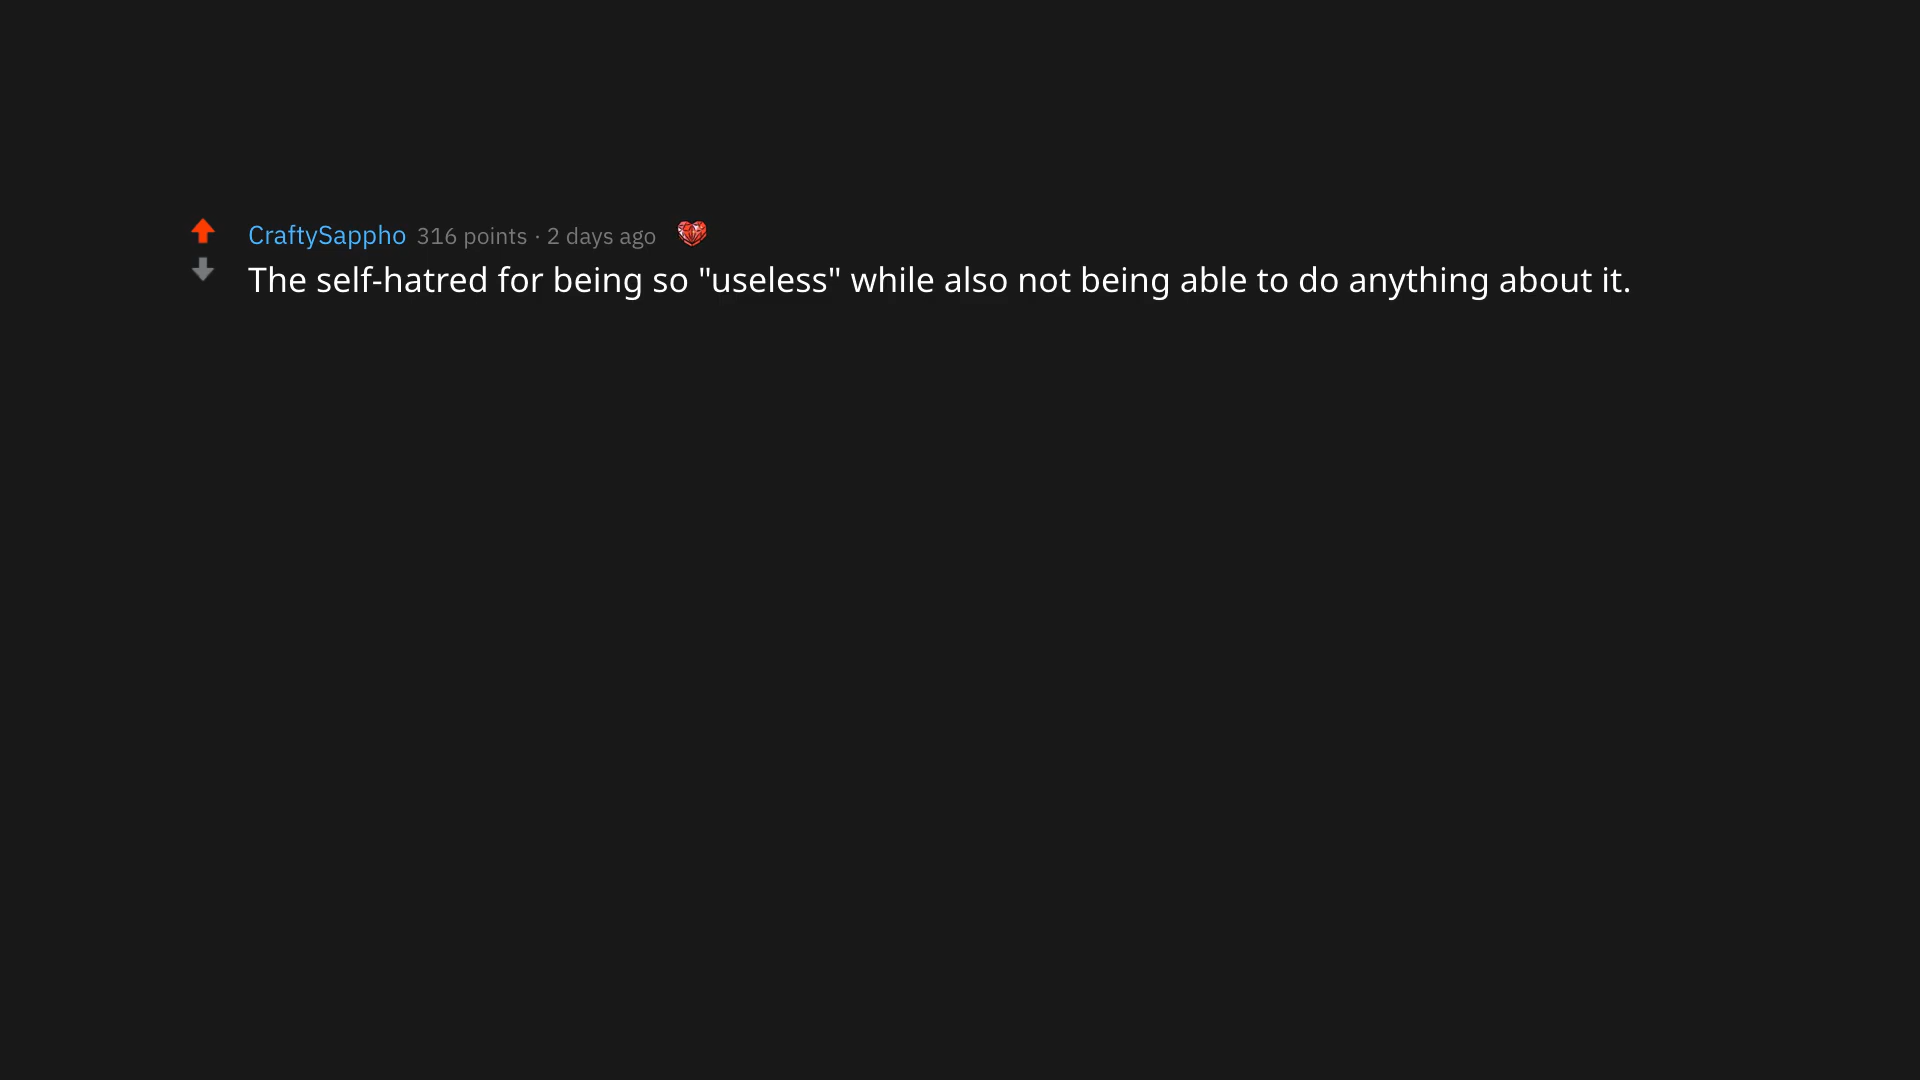 CraftySappho 316 points · 2 days ago
The self-hatred for being so "useless" while also not being able to do anything about it.